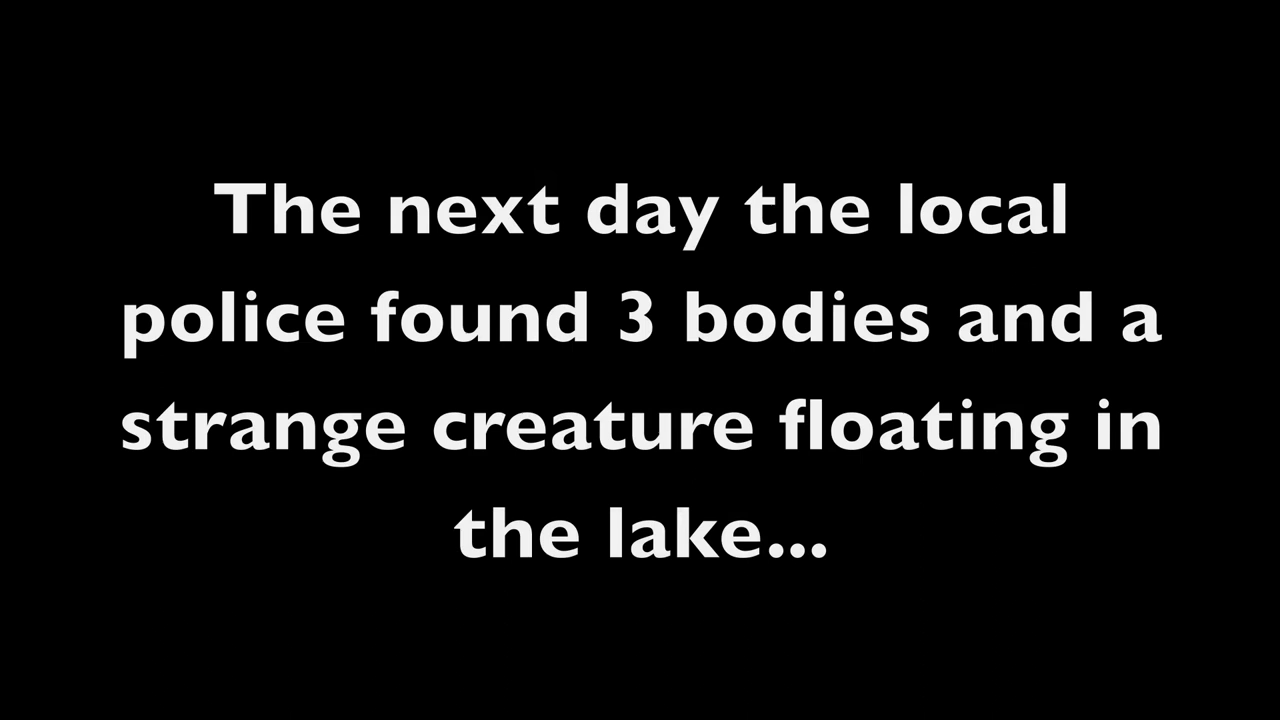 The next day the local
police found 3 bodies and a
strange creature floating in
the lake...